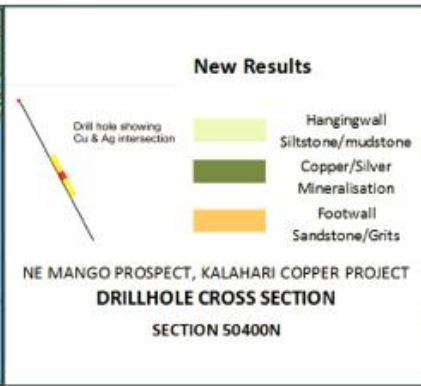 New Results
Drill hole showing
Cu & Ag intersection
Hangingwall
Siltstone/mudstone
Copper/Silver
Mineralisation
Footwall
Sandstone/Grits
NE MANGO PROSPECT, KALAHARI COPPER PROJECT
DRILLHOLE CROSS SECTION
SECTION 50400N